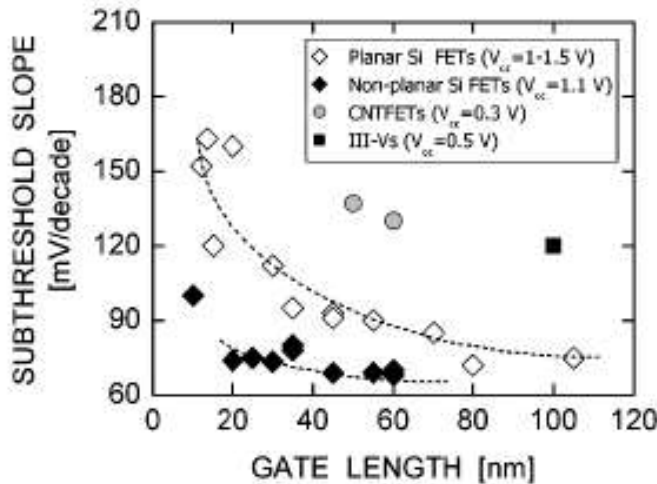 SUBTHRESHOLD SLOPE
[mV/decade]
210
180
150
120
90
60
Planar Si FETs (Vcc=1-1.5 V)
Non-planar Si FETs (Vcc=1.1 V)
CNTFETs (Vcc=0.3 V)
III-Vs (Vcc=0.5 V)
0 20 40 60 80 100 120
GATE LENGTH [nm]